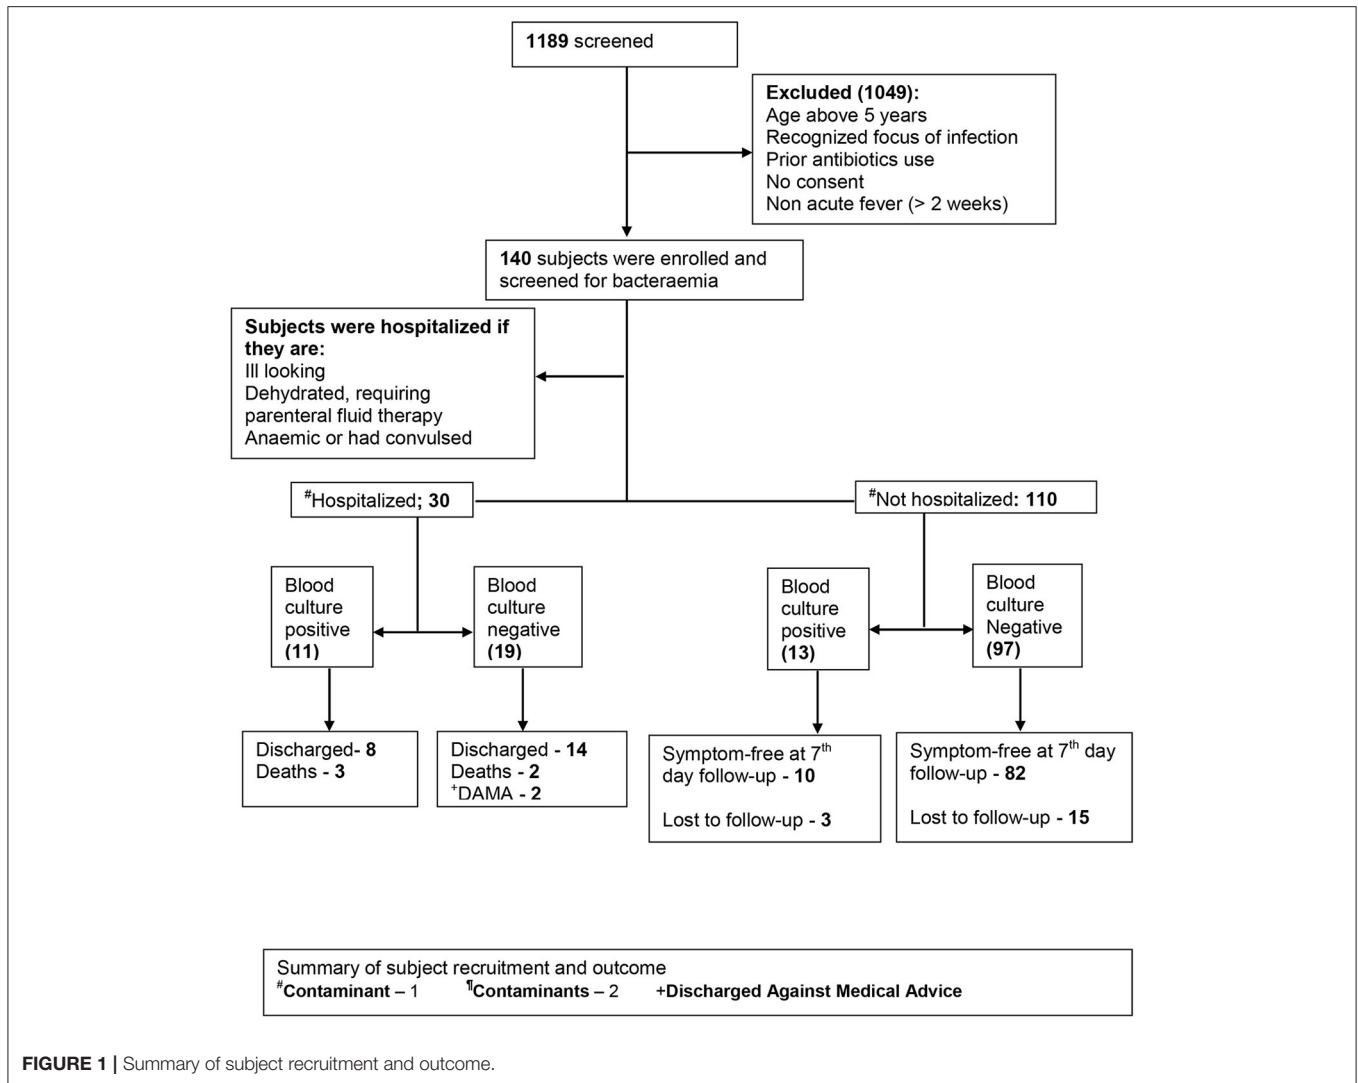 1189 screened
Excluded (1049):
Age above 5 years
Recognized focus of infection
Prior antibiotics use
No consent
Non acute fever (> 2 weeks)
140 subjects were enrolled and
screened for bacteraemia
Subjects were hospitalized if
they are:
Ill looking
Dehydrated, requiring
parenteral fluid therapy
Anaemic or had convulsed
#Hospitalized; 30
#Not hospitalized: 110
Blood
culture
positive
(11)
Blood
culture
negative
(19)
Blood
culture
positive
(13)
Blood
culture
Negative
(97)
Discharged- 8
Deaths - 3
Discharged - 14
Deaths - 2
+DAMA - 2
Symptom-free at 7th
day follow-up - 10
Lost to follow-up - 3
Symptom-free at 7th day
follow-up - 82
Lost to follow-up - 15
Summary of subject recruitment and outcome
#Contaminant – 1 ¶Contaminants – 2 +Discharged Against Medical Advice
FIGURE 1 | Summary of subject recruitment and outcome.